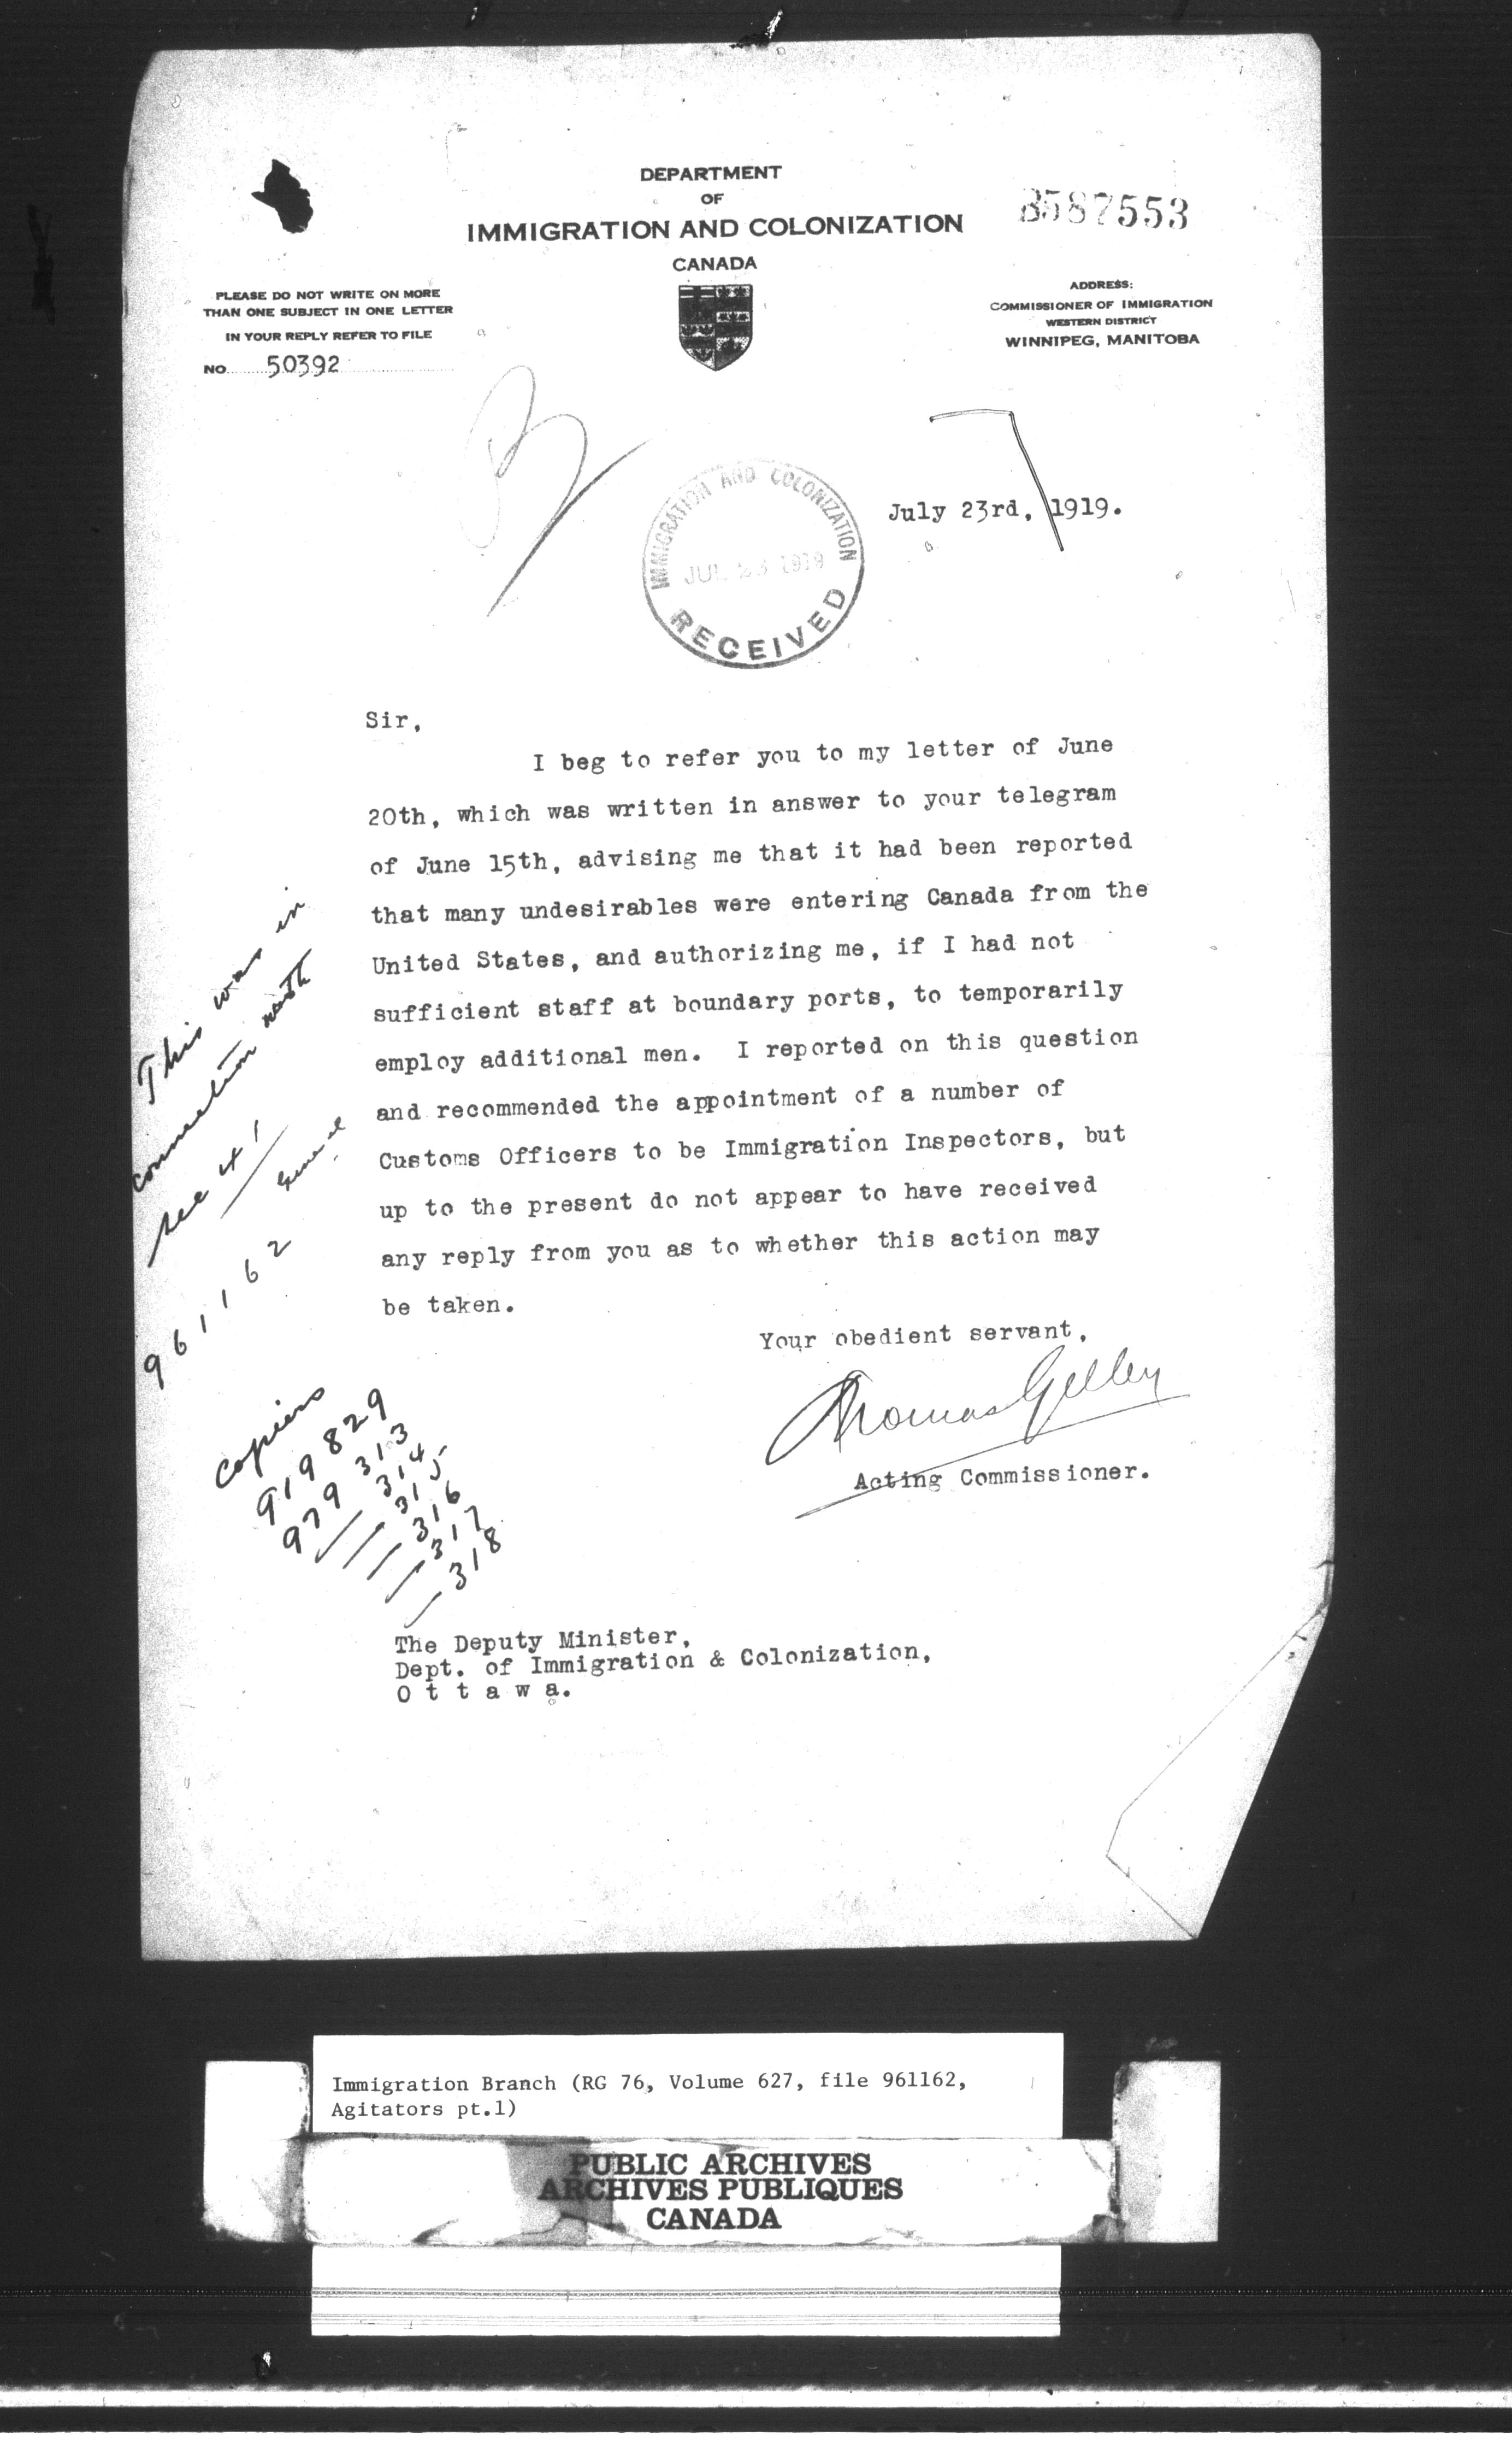 DEPARTMENT
OF
IMMIGRATION AND COLONIZATION
CANADA
B587553
PLEASE DO NOT WRITE ON MORE
THAN ONE SUBJECT IN ONE LETTER
IN YOUR REPLY REFER TO FILE
NO. 50392
ADDRESS:
COMMISSIONER OF IMMIGRATION
WESTERN DISTRICT
WINNIPEG, MANITOBA
IMMIGRATION AND COLONIZATION
JUL 23 1919
RECEIVED
July 23rd, 1919.
Sir,
I beg to refer you to my letter of June
20th, which was written in answer to your telegram
of June 15th, advising me that it had been reported
that many undesirables were entering Canada from the
United States, and authorizing me, if I had not
sufficient staff at boundary ports, to temporarily
employ additional men. I reported on this question
and recommended the appointment of a number of
Customs Officers to be Immigration Inspectors, but
up to the present do not appear to have received
any reply from you as to whether this action may
be taken.
Your obedient servant,
Thomas Gelley
Acting Commissioner.
This was in
connection with
961162
Copiers
919829
979 313
314
315
316
317
318
The Deputy Minister,
Dept. of Immigration & Colonization,
O t t a w a.
Immigration Branch (RG 76, Volume 627, file 961162,
Agitators pt.1)
PUBLIC ARCHIVES
ARCHIVES PUBLIQUES
CANADA